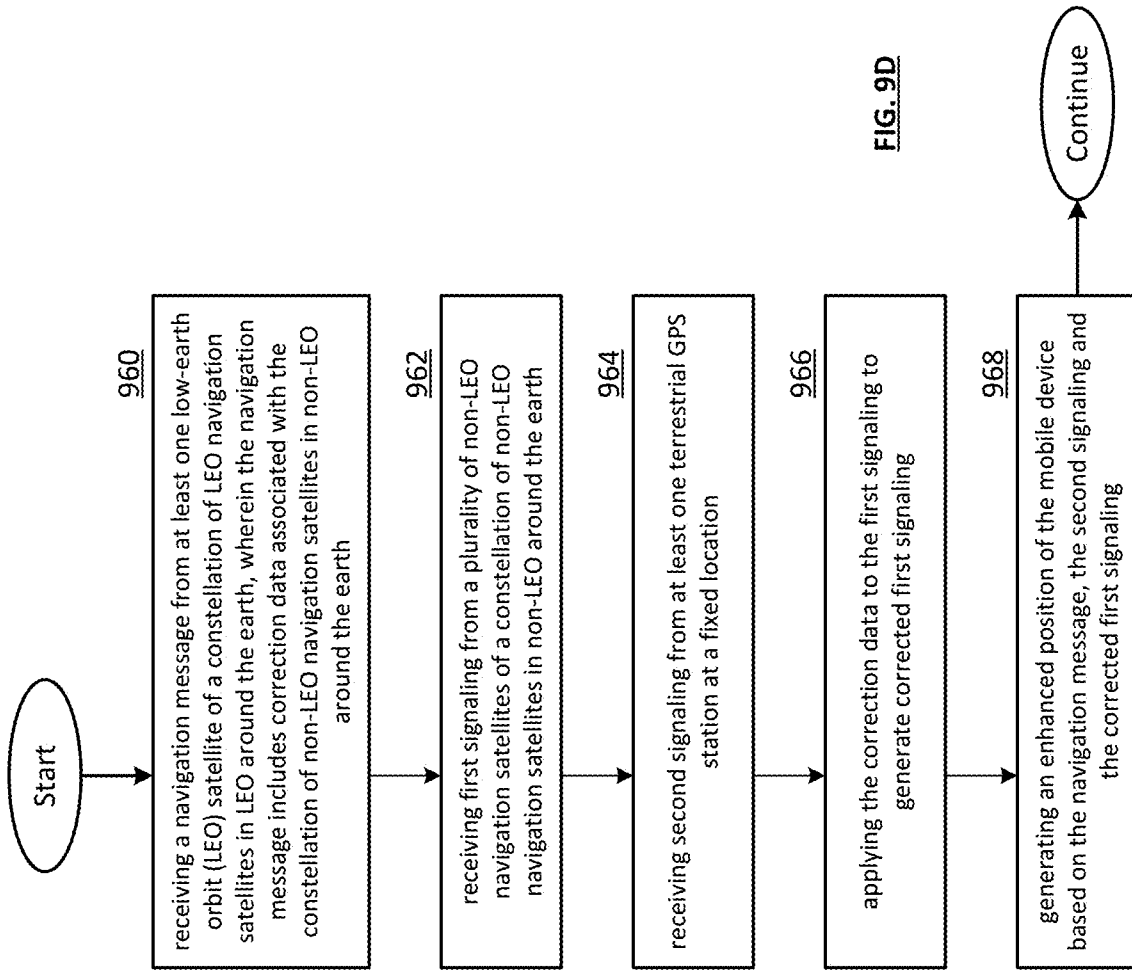 Start
960
receiving a navigation message from at least one low-earth
orbit (LEO) satellite of a constellation of LEO navigation
satellites in LEO around the earth, wherein the navigation
message includes correction data associated with the
constellation of non-LEO navigation satellites in non-LEO
around the earth
962
receiving first signaling from a plurality of non-LEO
navigation satellites of a constellation of non-LEO
navigation satellites in non-LEO around the earth
964
receiving second signaling from at least one terrestrial GPS
station at a fixed location
966
applying the correction data to the first signaling to
generate corrected first signaling
968
generating an enhanced position of the mobile device
based on the navigation message, the second signaling and
the corrected first signaling
Continue
FIG. 9D